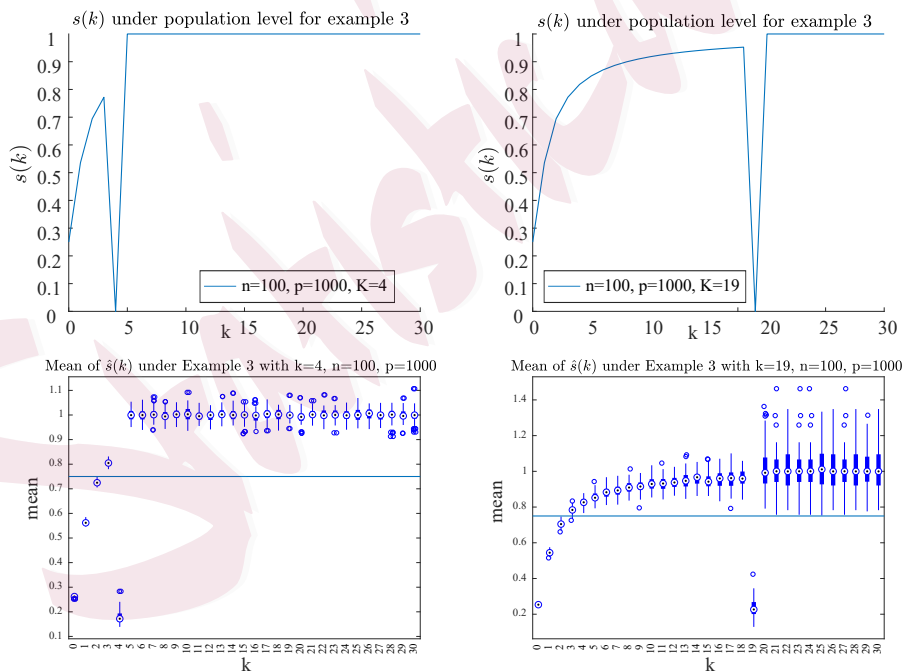 s(k) under population level for example 3
1
0.9
0.8
0.7
0.6
0.5
0.4
0.3
0.2
0.1
0
s(k)
n=100, p=1000, K=4
0 5 10 15 20 25 30
k
s(k) under population level for example 3
1
0.9
0.8
0.7
0.6
0.5
0.4
0.3
0.2
0.1
0
s(k)
n=100, p=1000, K=19
0 5 10 15 20 25 30
k
Mean of ŝ(k) under Example 3 with k=4, n=100, p=1000
1.1
1
0.9
0.8
0.7
0.6
0.5
0.4
0.3
0.2
0.1
mean
0 1 2 3 4 5 6 7 8 9 10 11 12 13 14 15 16 17 18 19 20 21 22 23 24 25 26 27 28 29 30
k
Mean of ŝ(k) under Example 3 with k=19, n=100, p=1000
1.4
1.2
1
0.8
0.6
0.4
0.2
mean
0 1 2 3 4 5 6 7 8 9 10 11 12 13 14 15 16 17 18 19 20 21 22 23 24 25 26 27 28 29 30
k